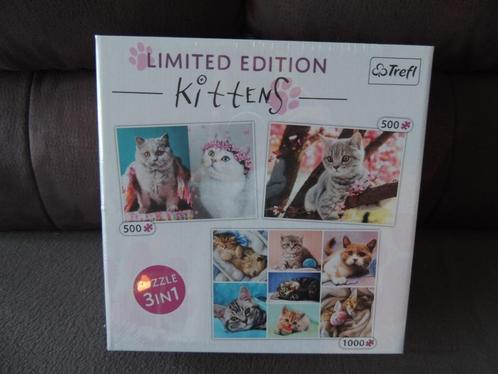 LIMITED EDITION
Kittens
Trefl
500
500
PUZZLE
3IN1
1000